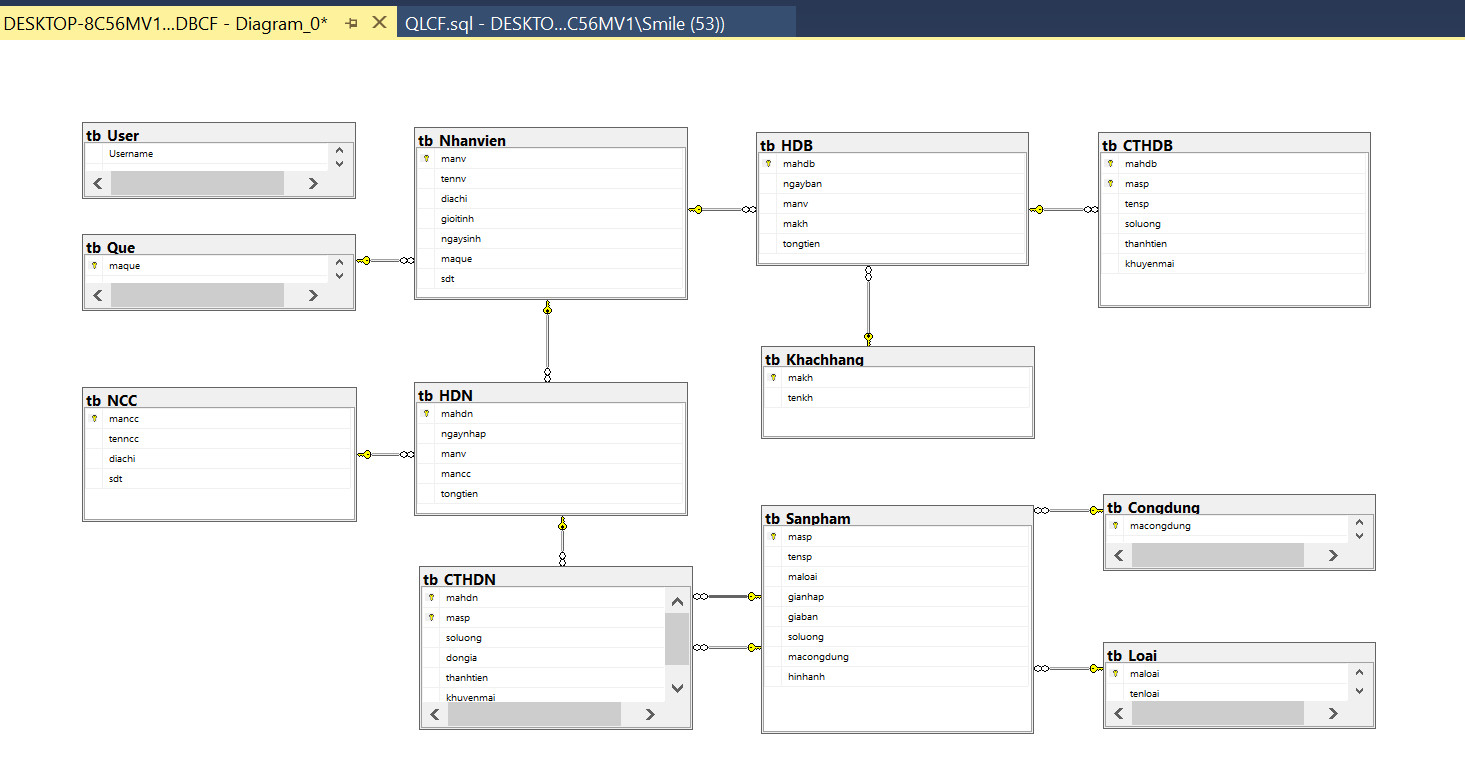 DESKTOP-8C56MV1...DBCF - Diagram_0*
QLCF.sql - DESKTO...C56MV1\Smile (53))
tb_User
Username
tb_Que
maque
tb_NCC
mancc
tenncc
diachi
sdt
tb_Nhanvien
manv
tennv
diachi
gioitinh
ngaysinh
maque
sdt
tb_HDN
mahdn
ngaynhap
manv
mancc
tongtien
tb_CTHDN
mahdn
masp
soluong
dongia
thanhtien
khuyenmai
tb_HDB
mahdb
ngayban
manv
makh
tongtien
tb_Khachhang
makh
tenkh
tb_Sanpham
masp
tensp
maloai
gianhap
giaban
soluong
macongdung
hinhanh
tb_CTHDB
mahdb
masp
tensp
soluong
thanhtien
khuyenmai
tb_Congdung
macongdung
tb_Loai
maloai
tenloai